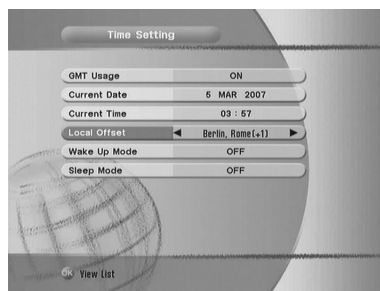 Time Setting
GMT Usage ON
Current Date 5 MAR 2007
Current Time 03 : 57
Local Offset Berlin, Rome(+1)
Wake Up Mode OFF
Sleep Mode OFF
OK View List